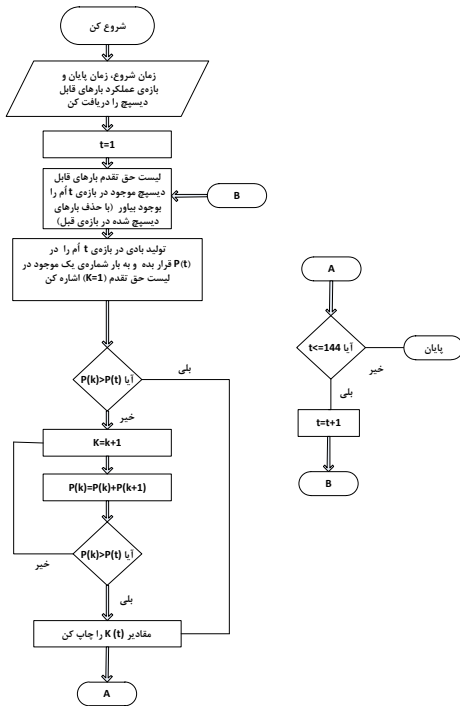 شروع کن
زمان شروع، زمان پایان و
بازه‌ی عملکرد بارهای قابل
دیسپچ را دریافت کن
t=1
لیست حق تقدم بارهای قابل
دیسپچ موجود در بازه‌ی t اُم را
بوجود بیاور (با حذف بارهای
دیسپچ شده در بازه‌ی قبل)
B
تولید بادی در بازه‌ی t اُم را در
P(t) قرار بده و به بار شماره‌ی یک موجود در
لیست حق تقدم (K=1) اشاره کن
آیا P(k)>P(t)
بلی
خیر
K=k+1
P(k)=P(k)+P(k+1)
آیا P(k)>P(t)
خیر
بلی
مقادیر K (t) را چاپ کن
A
A
آیا t<=144
خیر
پایان
بلی
t=t+1
B